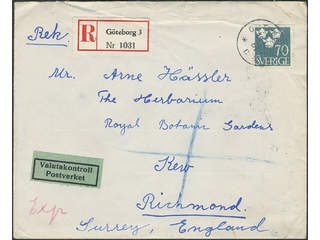 Rek.
R Göteborg 3
Nr 1031
70
SVERIGE
Mr. Arne Hässler
The Herbarium
Royal Botan. Gardens
Kew
Richmond.
Surrey, England
Valutakontroll
Postverket
Exp